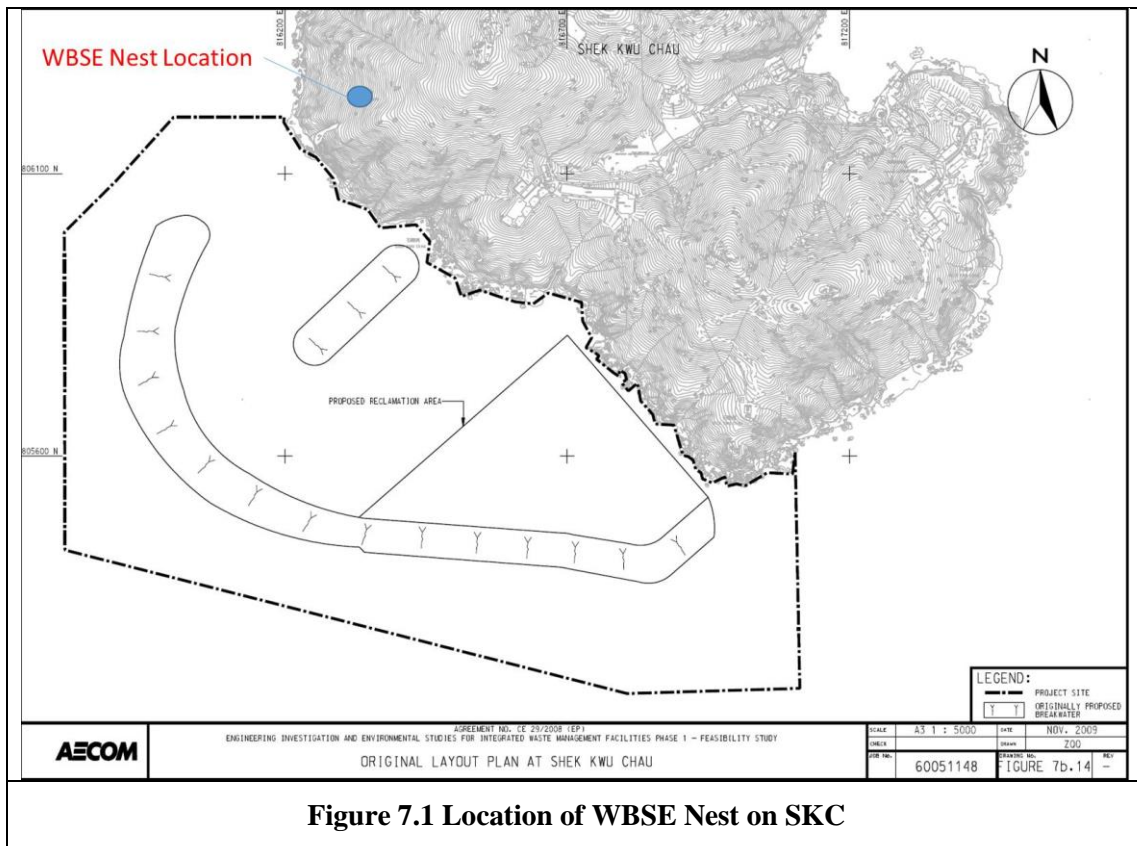 816200 E
816700 E
817200 E
SHEK KWU CHAU
WBSE Nest Location
N
806100 N
PROPOSED RECLAMATION AREA
805600 N
LEGEND:
PROJECT SITE
ORIGINALLY PROPOSED
BREAKWATER
AECOM
AGREEMENT NO. CE 29/2008 (EP)
ENGINEERING INVESTIGATION AND ENVIRONMENTAL STUDIES FOR INTEGRATED WASTE MANAGEMENT FACILITIES PHASE 1 – FEASIBILITY STUDY
ORIGINAL LAYOUT PLAN AT SHEK KWU CHAU
SCALE A3 1 : 5000 DATE NOV. 2009
CHECK DRAWN ZQQ
JOB No. 60051148 DRAWING No. FIGURE 7b.14 REV –
Figure 7.1 Location of WBSE Nest on SKC